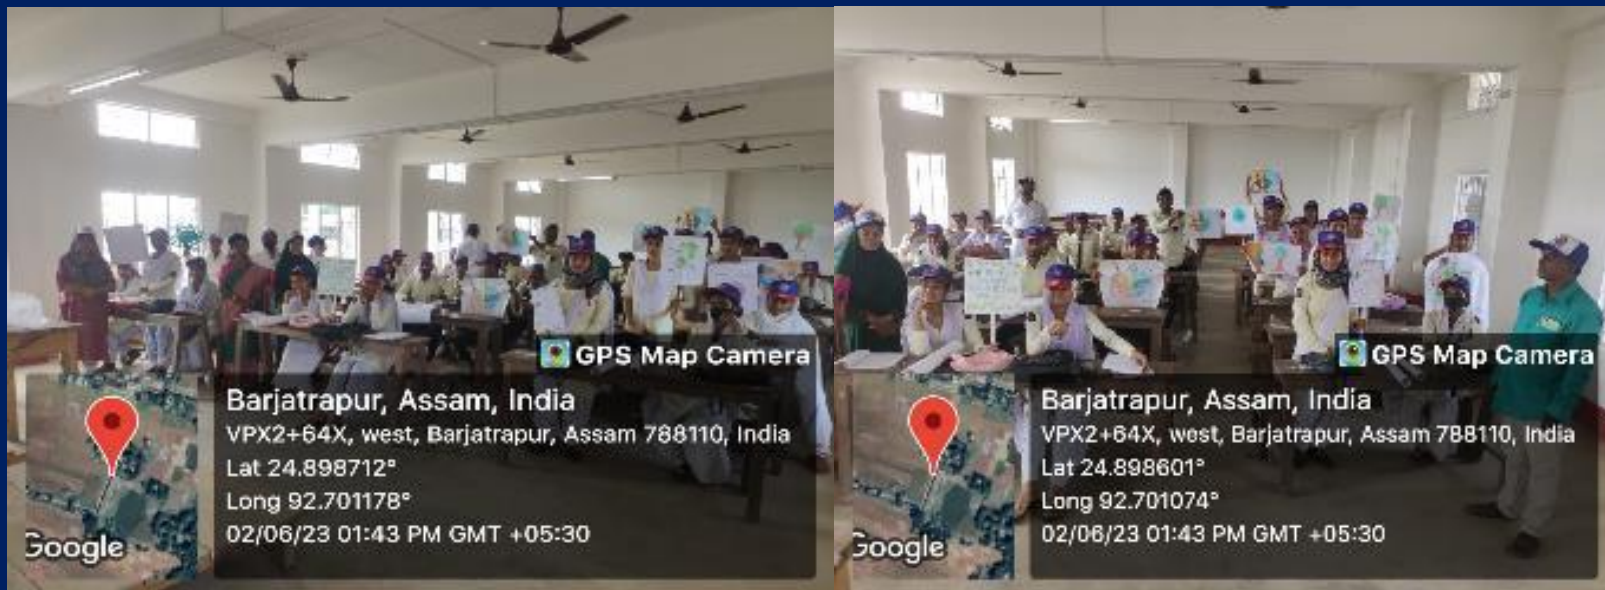 GPS Map Camera
Barjatrapur, Assam, India
VPX2+64X, west, Barjatrapur, Assam 788110, India
Lat 24.898712°
Long 92.701178°
02/06/23 01:43 PM GMT +05:30
Google
GPS Map Camera
Barjatrapur, Assam, India
VPX2+64X, west, Barjatrapur, Assam 788110, India
Lat 24.898601°
Long 92.701074°
02/06/23 01:43 PM GMT +05:30
Google